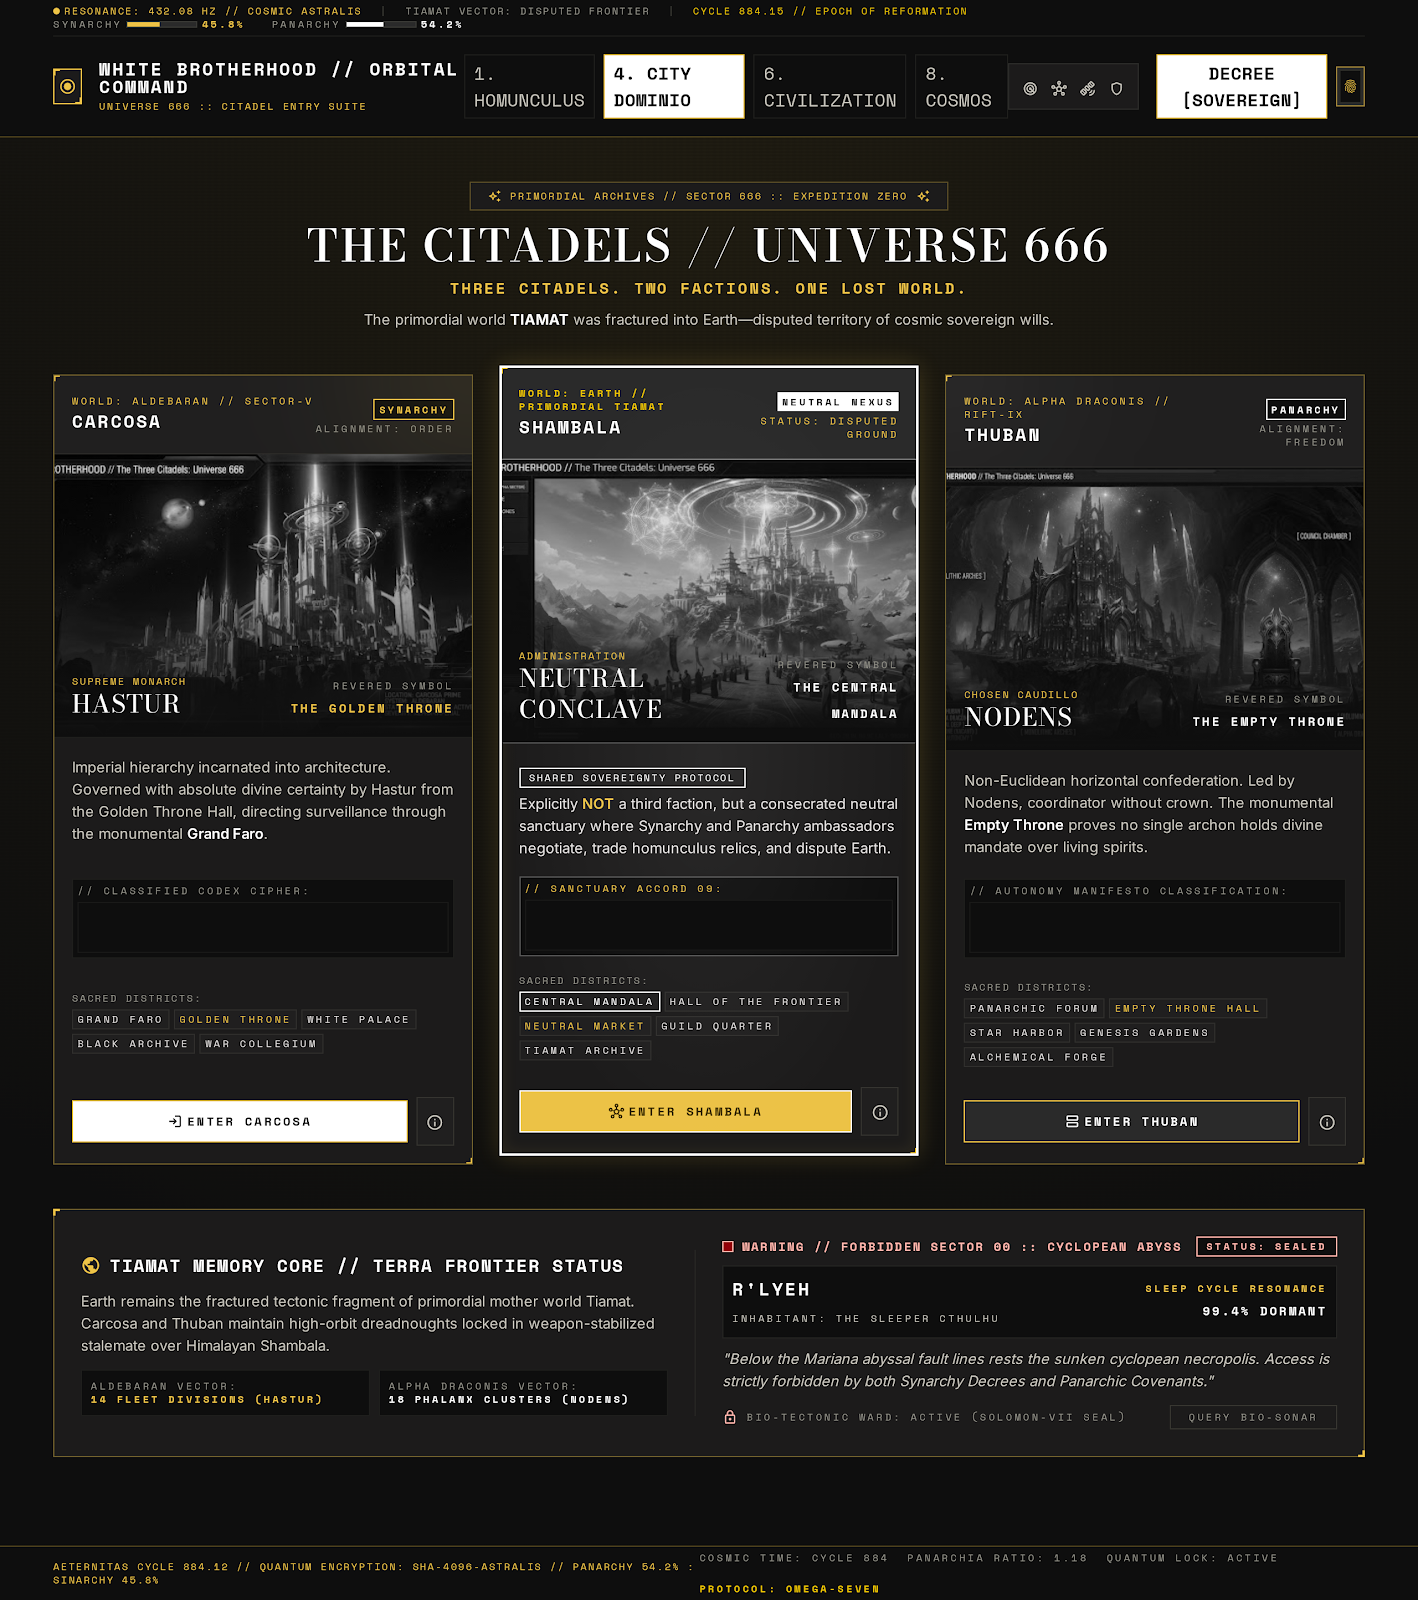 RESONANCE: 432.08 HZ // COSMIC ASTRALIS | TIAMAT VECTOR: DISPUTED FRONTIER | CYCLE 884.15 // EPOCH OF REFORMATION
SYNARCHY 45.8% PANARCHY 54.2%
WHITE BROTHERHOOD // ORBITAL
COMMAND
UNIVERSE 666 :: CITADEL ENTRY SUITE
1.
HOMUNCULUS
4. CITY
DOMINIO
6.
CIVILIZATION
8.
COSMOS
DECREE
[SOVEREIGN]
PRIMORDIAL ARCHIVES // SECTOR 666 :: EXPEDITION ZERO
THE CITADELS // UNIVERSE 666
THREE CITADELS. TWO FACTIONS. ONE LOST WORLD.
The primordial world TIAMAT was fractured into Earth—disputed territory of cosmic sovereign wills.
WORLD: ALDEBARAN // SECTOR-V
CARCOSA
SYNARCHY
ALIGNMENT: ORDER
OTHERHOOD // The Three Citadels: Universe 666
SUPREME MONARCH
HASTUR
REVERED SYMBOL
THE GOLDEN THRONE
Imperial hierarchy incarnated into architecture.
Governed with absolute divine certainty by Hastur from
the Golden Throne Hall, directing surveillance through
the monumental Grand Faro.
// CLASSIFIED CODEX CIPHER:
SACRED DISTRICTS:
GRAND FARO
GOLDEN THRONE
WHITE PALACE
BLACK ARCHIVE
WAR COLLEGIUM
ENTER CARCOSA
WORLD: EARTH //
PRIMORDIAL TIAMAT
SHAMBALA
NEUTRAL NEXUS
STATUS: DISPUTED
GROUND
ROTHERHOOD // The Three Citadels: Universe 666
ADMINISTRATION
NEUTRAL
CONCLAVE
REVERED SYMBOL
THE CENTRAL
MANDALA
SHARED SOVEREIGNTY PROTOCOL
Explicitly NOT a third faction, but a consecrated neutral
sanctuary where Synarchy and Panarchy ambassadors
negotiate, trade homunculus relics, and dispute Earth.
// SANCTUARY ACCORD 09:
SACRED DISTRICTS:
CENTRAL MANDALA
HALL OF THE FRONTIER
NEUTRAL MARKET
GUILD QUARTER
TIAMAT ARCHIVE
ENTER SHAMBALA
WORLD: ALPHA DRACONIS //
RIFT-IX
THUBAN
PANARCHY
ALIGNMENT:
FREEDOM
HERHOOD // The Three Citadels: Universe 666
[ COUNCIL CHAMBER ]
LITHIC ARCHES ]
CHOSEN CAUDILLO
NODENS
REVERED SYMBOL
THE EMPTY THRONE
Non-Euclidean horizontal confederation. Led by
Nodens, coordinator without crown. The monumental
Empty Throne proves no single archon holds divine
mandate over living spirits.
// AUTONOMY MANIFESTO CLASSIFICATION:
SACRED DISTRICTS:
PANARCHIC FORUM
EMPTY THRONE HALL
STAR HARBOR
GENESIS GARDENS
ALCHEMICAL FORGE
ENTER THUBAN
TIAMAT MEMORY CORE // TERRA FRONTIER STATUS
Earth remains the fractured tectonic fragment of primordial mother world Tiamat.
Carcosa and Thuban maintain high-orbit dreadnoughts locked in weapon-stabilized
stalemate over Himalayan Shambala.
ALDEBARAN VECTOR:
14 FLEET DIVISIONS (HASTUR)
ALPHA DRACONIS VECTOR:
18 PHALANX CLUSTERS (NODENS)
WARNING // FORBIDDEN SECTOR 00 :: CYCLOPEAN ABYSS
STATUS: SEALED
R'LYEH
INHABITANT: THE SLEEPER CTHULHU
SLEEP CYCLE RESONANCE
99.4% DORMANT
"Below the Mariana abyssal fault lines rests the sunken cyclopean necropolis. Access is
strictly forbidden by both Synarchy Decrees and Panarchic Covenants."
BIO-TECTONIC WARD: ACTIVE (SOLOMON-VII SEAL)
QUERY BIO-SONAR
AETERNITAS CYCLE 884.12 // QUANTUM ENCRYPTION: SHA-4096-ASTRALIS // PANARCHY 54.2% :
SINARCHY 45.8%
COSMIC TIME: CYCLE 884 PANARCHIA RATIO: 1.18 QUANTUM LOCK: ACTIVE
PROTOCOL: OMEGA-SEVEN